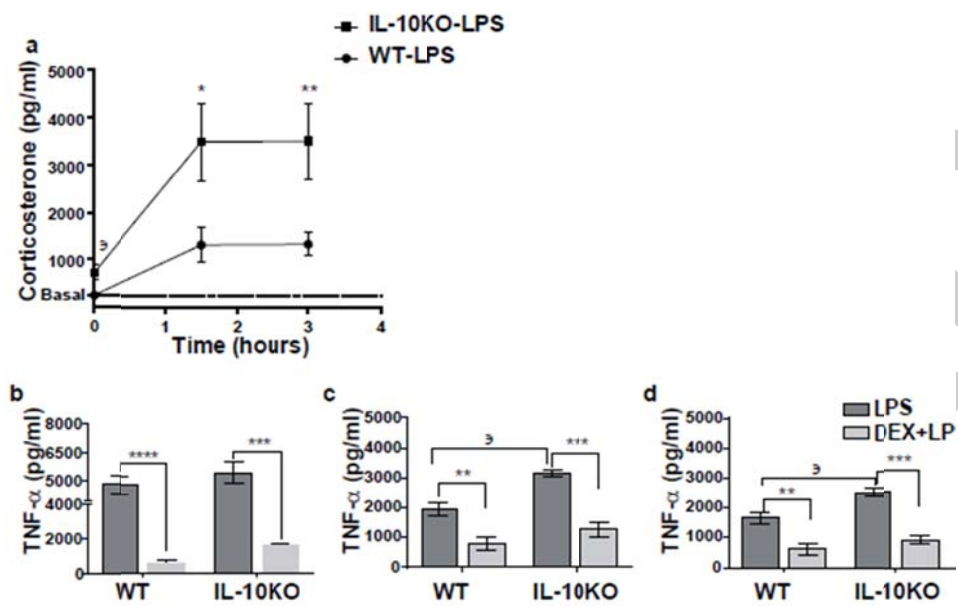 IL-10KO-LPS
WT-LPS
a
Corticosterone (pg/ml)
5000
4000
3000
2000
1000
Basal
*
**
϶
0 1 2 3 4
Time (hours)
b
TNF-α (pg/ml)
8000
6500
5000
4000
2000
0
****
***
WT IL-10KO
c
TNF-α (pg/ml)
5000
4000
3000
2000
1000
0
϶
**
***
WT IL-10KO
d
TNF-α (pg/ml)
5000
4000
3000
2000
1000
0
LPS
DEX+LP
϶
**
***
WT IL-10KO